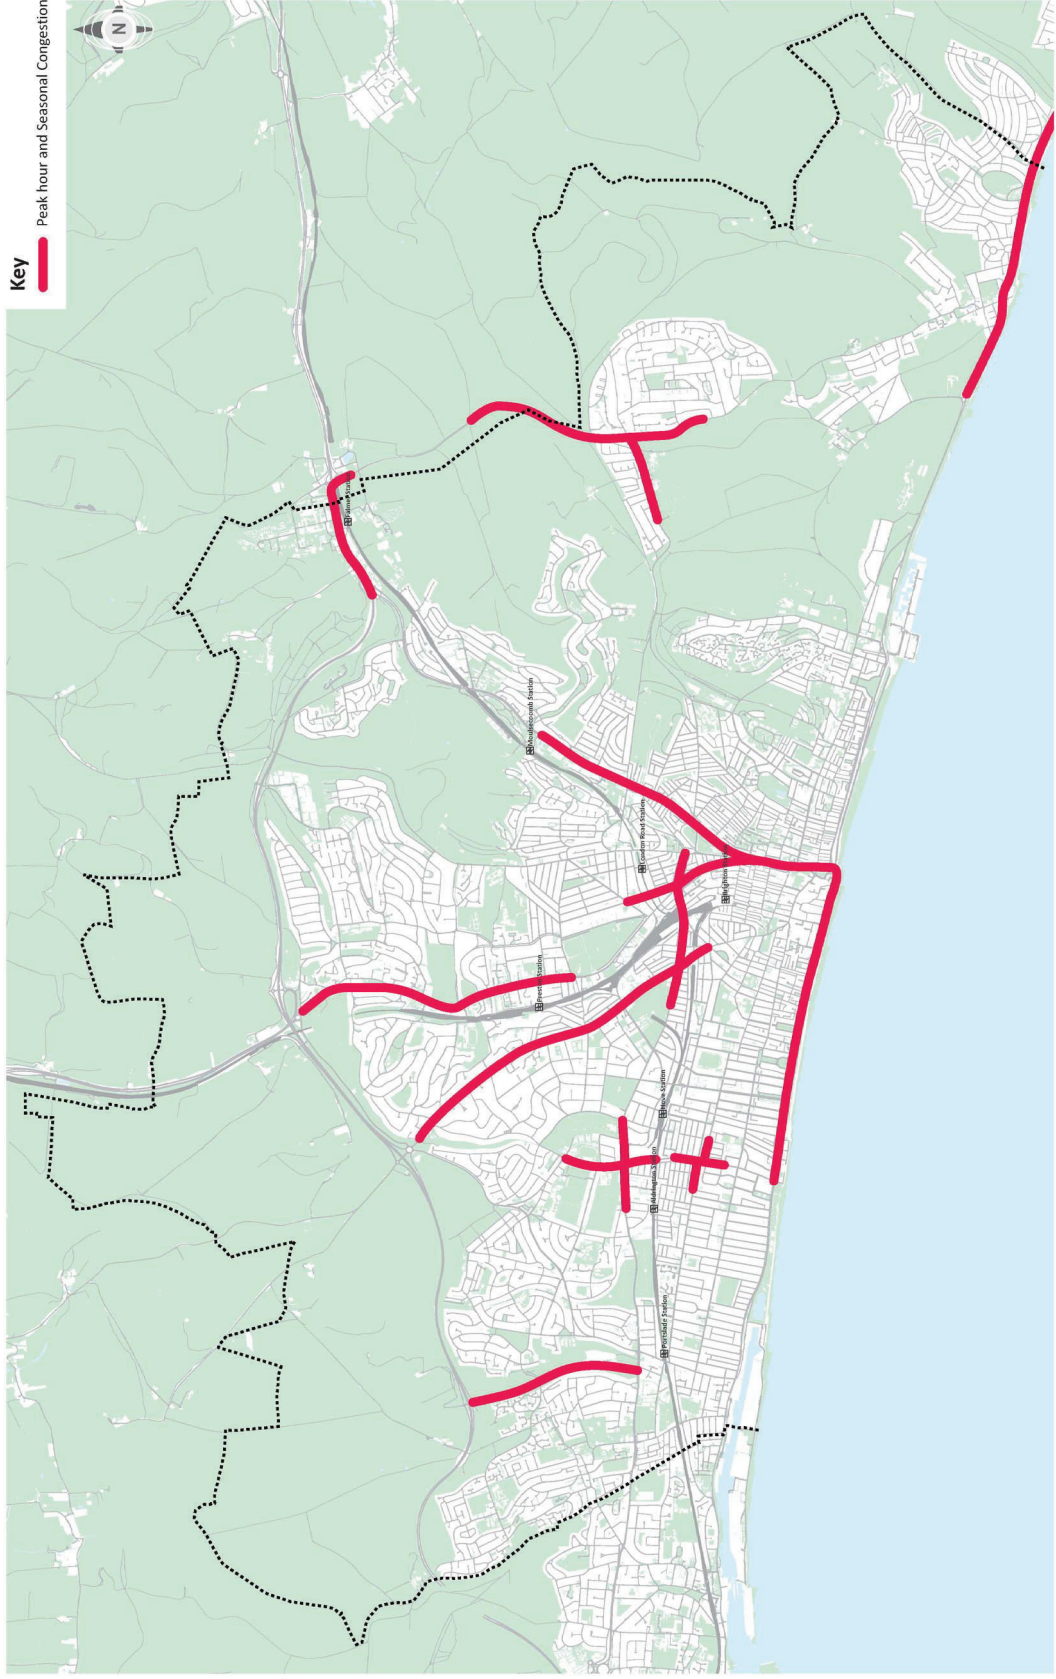 Key
Peak hour and Seasonal Congestion
N
Falmer Station
Moulsecoomb Station
London Road Station
Brighton Station
Preston Station
Hove Station
Aldrington Station
Portslade Station